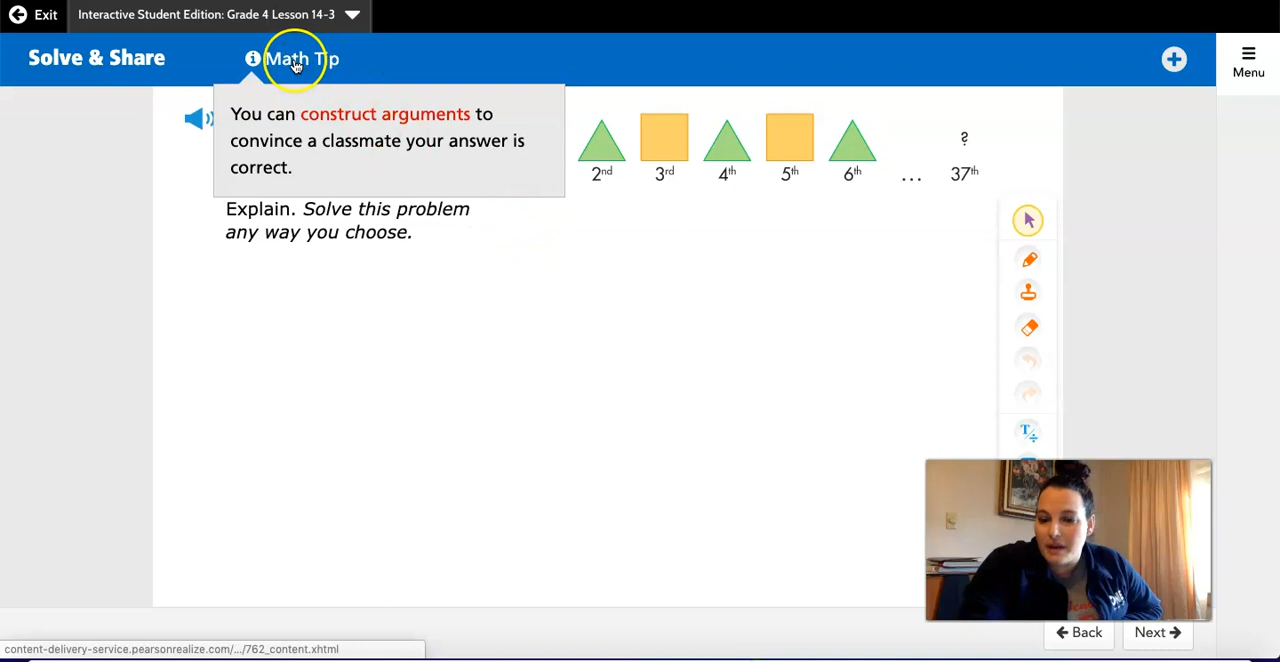 Exit
Interactive Student Edition: Grade 4 Lesson 14-3
Solve & Share
Math Tip
Menu
You can construct arguments to
convince a classmate your answer is
correct.
2nd 3rd 4th 5th 6th ... 37th
?
Explain. Solve this problem
any way you choose.
Back
Next
content-delivery-service.pearsonrealize.com/.../762_content.xhtml